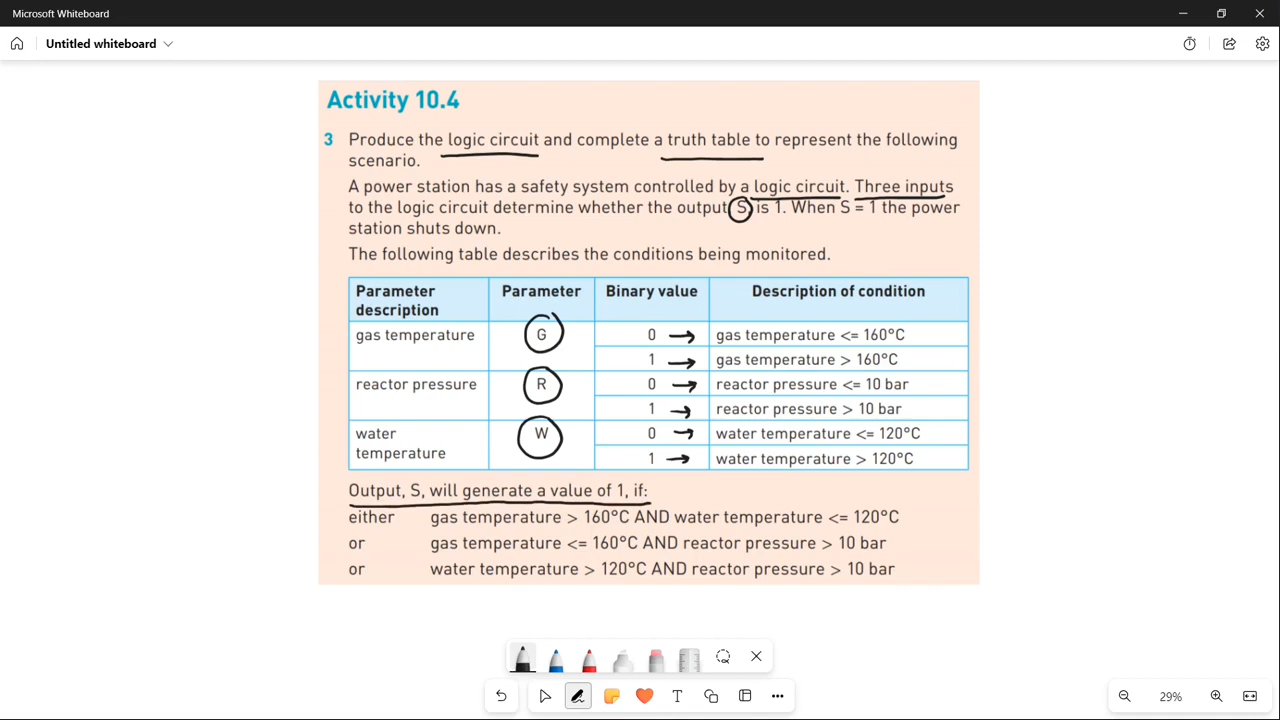 Microsoft Whiteboard
Untitled whiteboard
Activity 10.4
3 Produce the logic circuit and complete a truth table to represent the following
scenario.
A power station has a safety system controlled by a logic circuit. Three inputs
to the logic circuit determine whether the output S is 1. When S = 1 the power
station shuts down.
The following table describes the conditions being monitored.
Parameter description Parameter Binary value Description of condition
gas temperature G 0 gas temperature <= 160°C
1 gas temperature > 160°C
reactor pressure R 0 reactor pressure <= 10 bar
1 reactor pressure > 10 bar
water temperature W 0 water temperature <= 120°C
1 water temperature > 120°C
Output, S, will generate a value of 1, if:
either gas temperature > 160°C AND water temperature <= 120°C
or gas temperature <= 160°C AND reactor pressure > 10 bar
or water temperature > 120°C AND reactor pressure > 10 bar
T
29%